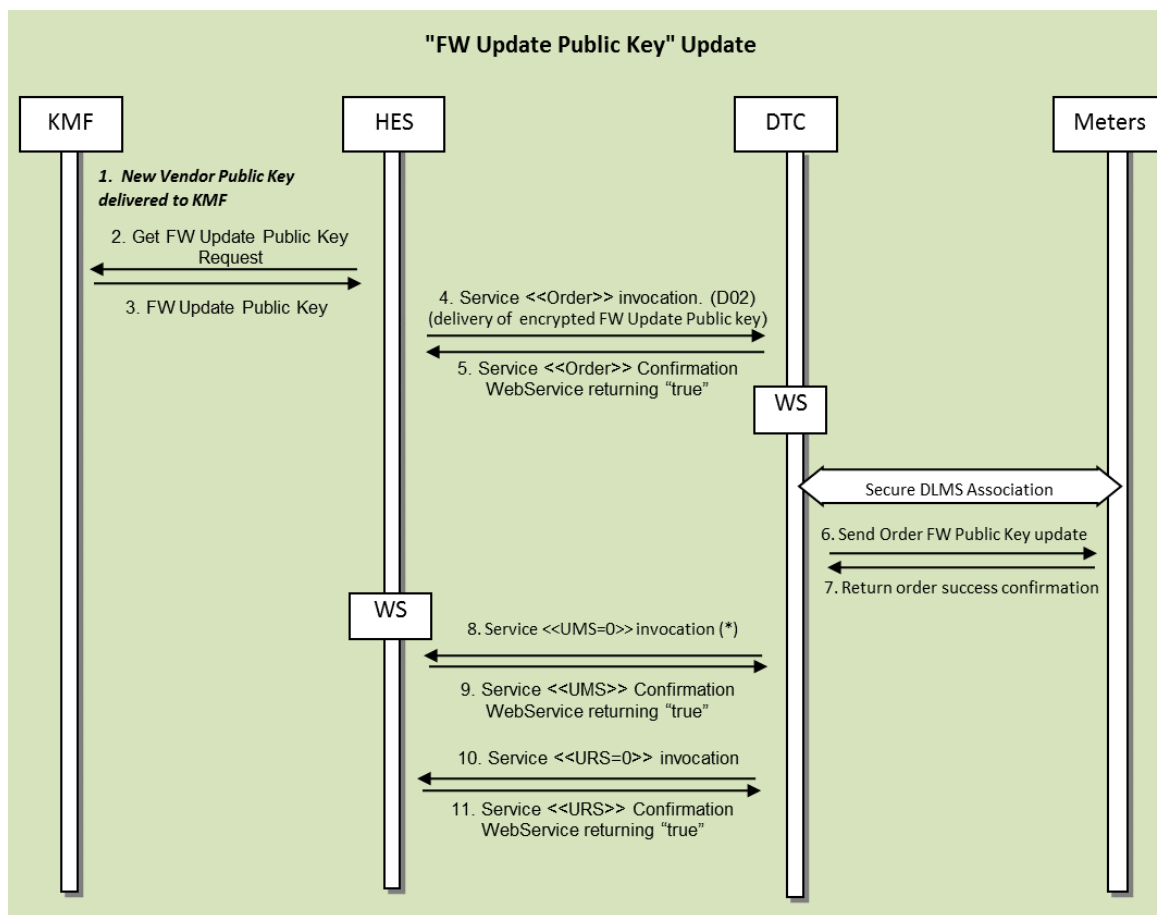 "FW Update Public Key" Update
KMF
HES
DTC
Meters
1. New Vendor Public Key
delivered to KMF
2. Get FW Update Public Key
Request
3. FW Update Public Key
4. Service <<Order>> invocation. (D02)
(delivery of encrypted FW Update Public key)
5. Service <<Order>> Confirmation
WebService returning “true”
WS
Secure DLMS Association
6. Send Order FW Public Key update
7. Return order success confirmation
WS
8. Service <<UMS=0>> invocation (*)
9. Service <<UMS>> Confirmation
WebService returning “true”
10. Service <<URS=0>> invocation
11. Service <<URS>> Confirmation
WebService returning “true”